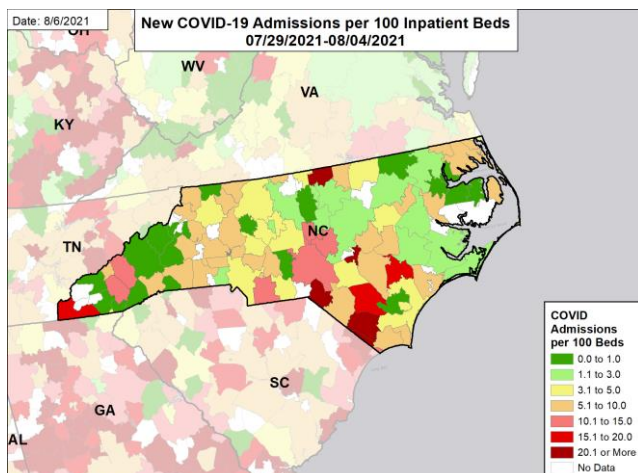 Date: 8/6/2021
New COVID-19 Admissions per 100 Inpatient Beds
07/29/2021-08/04/2021
OH
WV
VA
KY
TN
NC
SC
GA
AL
COVID
Admissions
per 100 Beds
0.0 to 1.0
1.1 to 3.0
3.1 to 5.0
5.1 to 10.0
10.1 to 15.0
15.1 to 20.0
20.1 or More
No Data